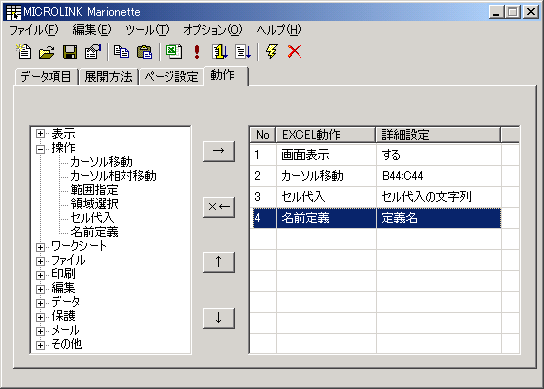 MICROLINK Marionette
ファイル(F) 編集(E) ツール(T) オプション(O) ヘルプ(H)
データ項目 展開方法 ページ設定 動作
表示
操作
カーソル移動
カーソル相対移動
範囲指定
領域選択
セル代入
名前定義
ワークシート
ファイル
印刷
編集
データ
保護
メール
その他
→
×←
↑
↓
No EXCEL動作 詳細設定
1 画面表示 する
2 カーソル移動 B44:C44
3 セル代入 セル代入の文字列
4 名前定義 定義名